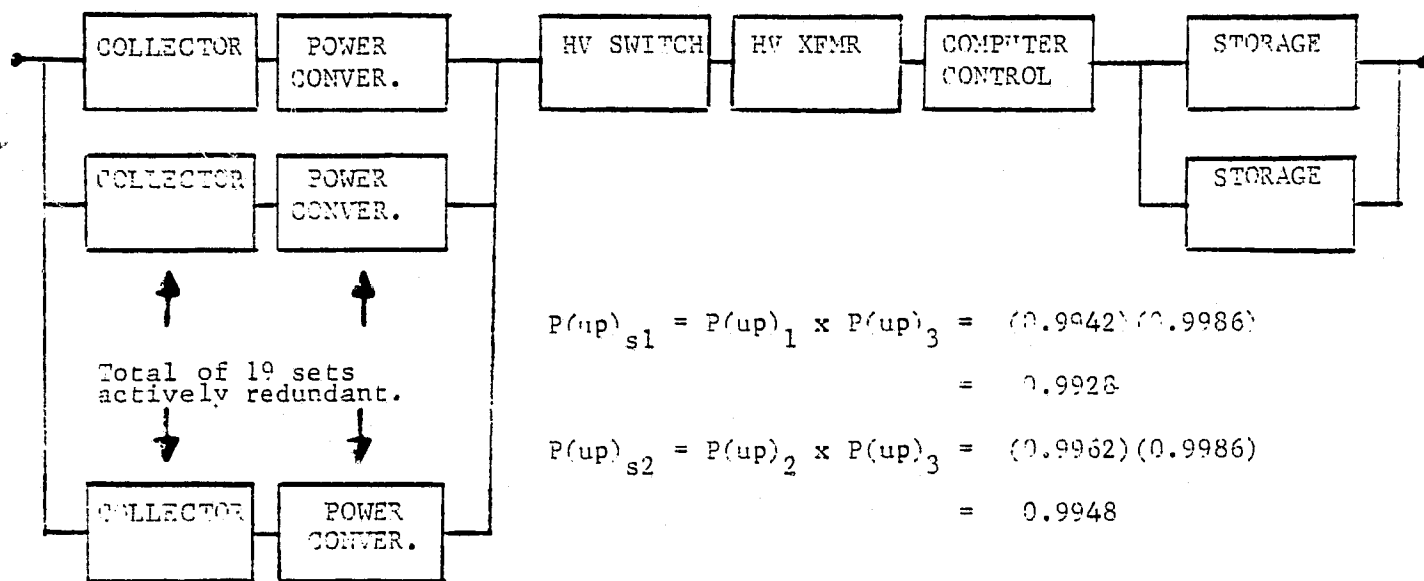 COLLECTOR
POWER
CONVER.
HV SWITCH
HV XFMR
COMPUTER
CONTROL
STORAGE
COLLECTOR
POWER
CONVER.
STORAGE
P(up)s1 = P(up)1 x P(up)3 = (0.9942)(0.9986)
Total of 19 sets
actively redundant.
= 0.9928
P(up)s2 = P(up)2 x P(up)3 = (0.9962)(0.9986)
COLLECTOR
POWER
CONVER.
= 0.9948